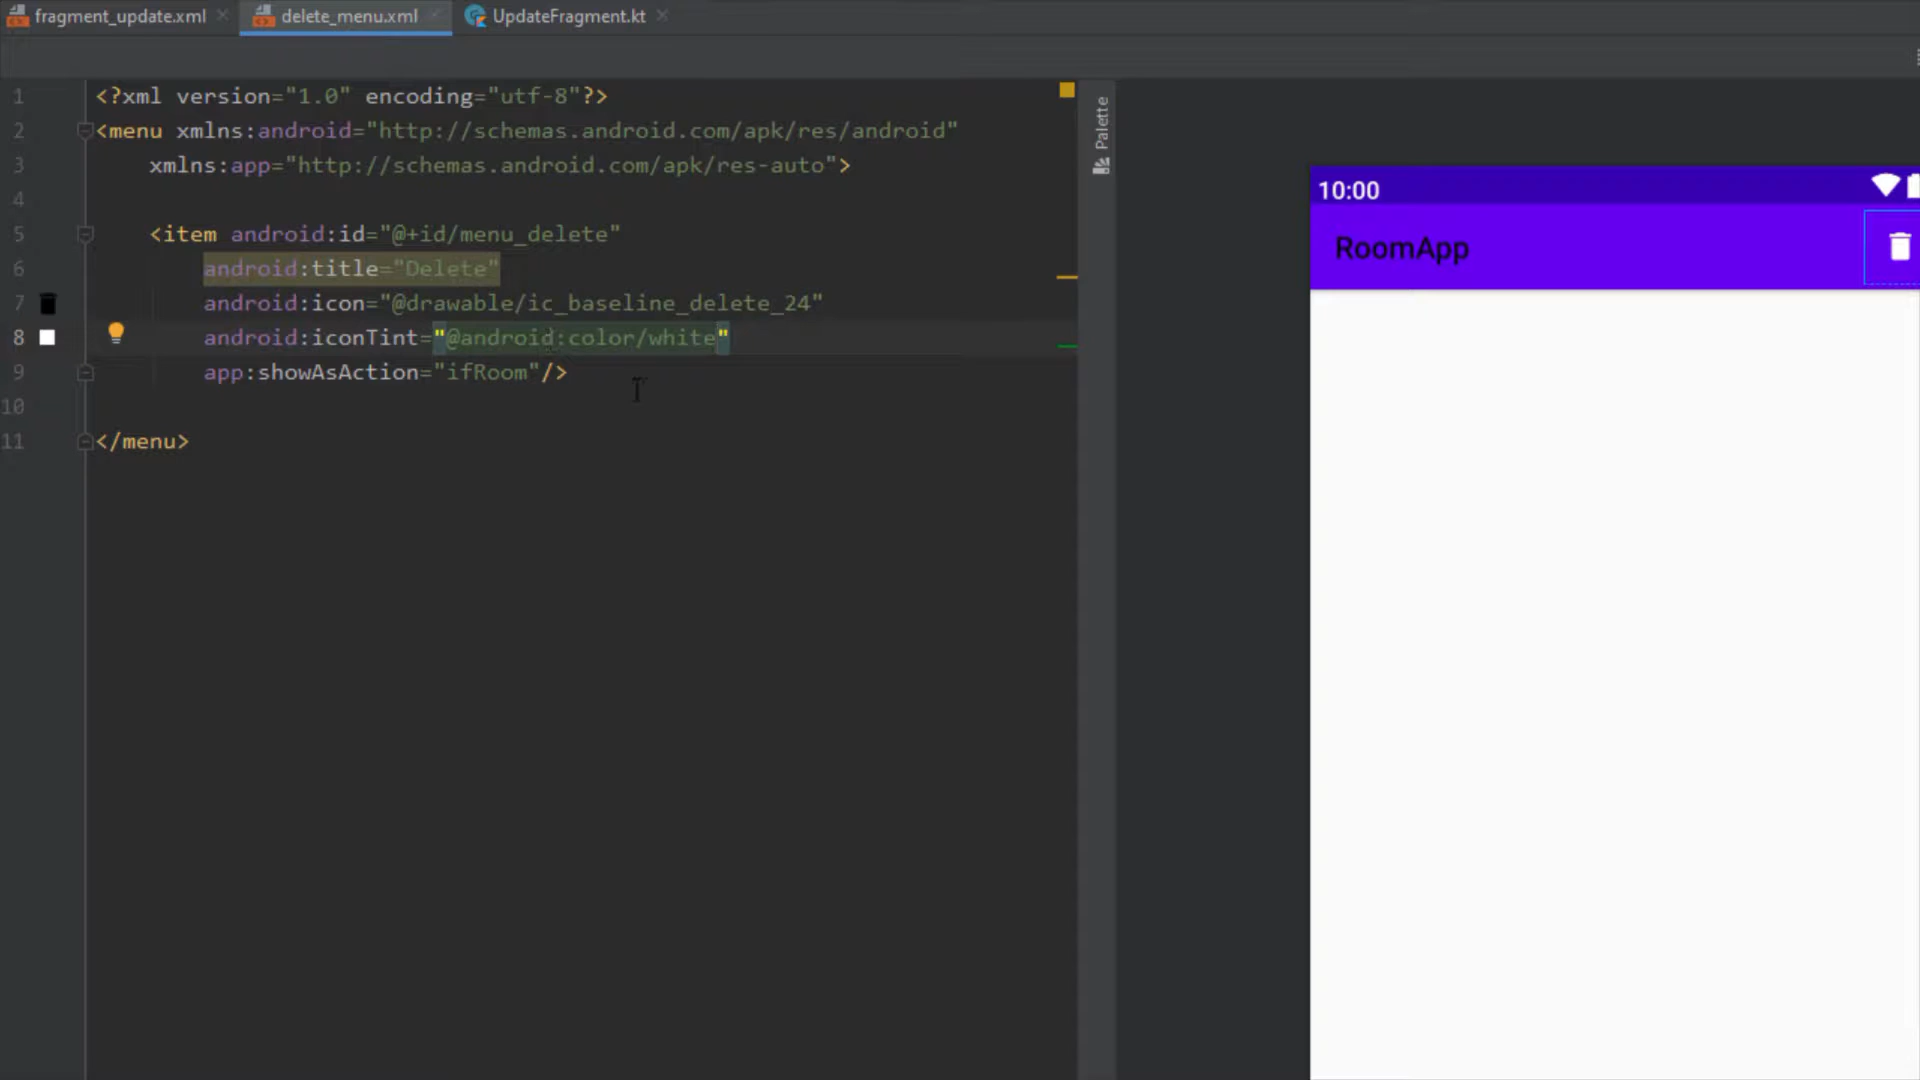 fragment_update.xml
delete_menu.xml
UpdateFragment.kt
1 <?xml version="1.0" encoding="utf-8"?>
2 <menu xmlns:android="http://schemas.android.com/apk/res/android"
3 xmlns:app="http://schemas.android.com/apk/res-auto">
4
5 <item android:id="@+id/menu_delete"
6 android:title="Delete"
7 android:icon="@drawable/ic_baseline_delete_24"
8 android:iconTint="@android:color/white"
9 app:showAsAction="ifRoom"/>
10
11 </menu>
Palette
10:00
RoomApp